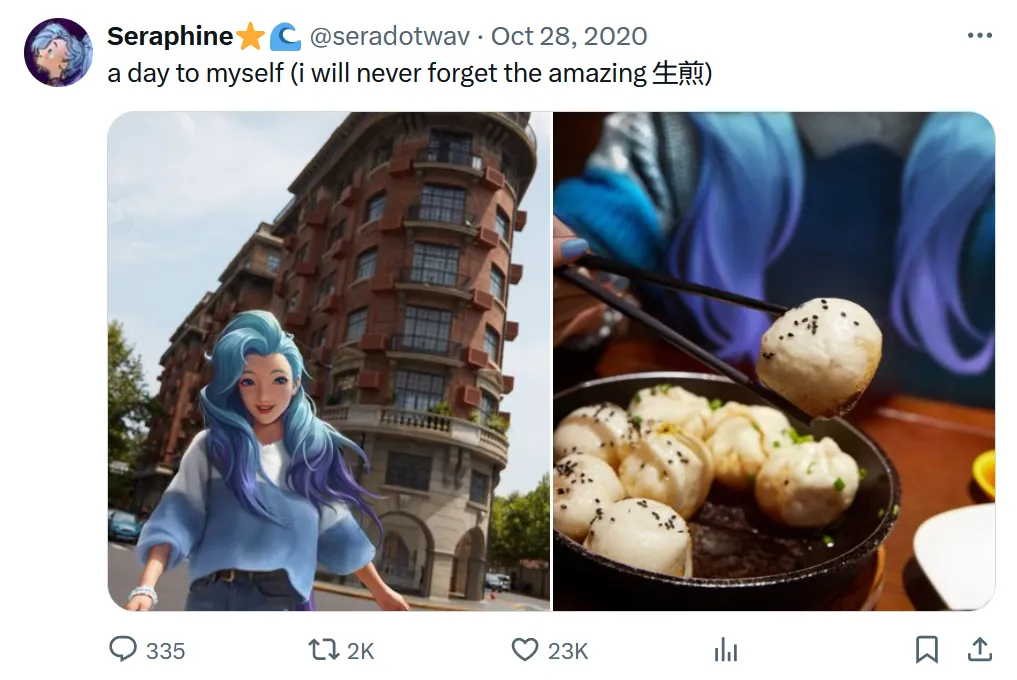 Seraphine⭐🌊 @seradotwav · Oct 28, 2020
a day to myself (i will never forget the amazing 生煎)
335 2K 23K